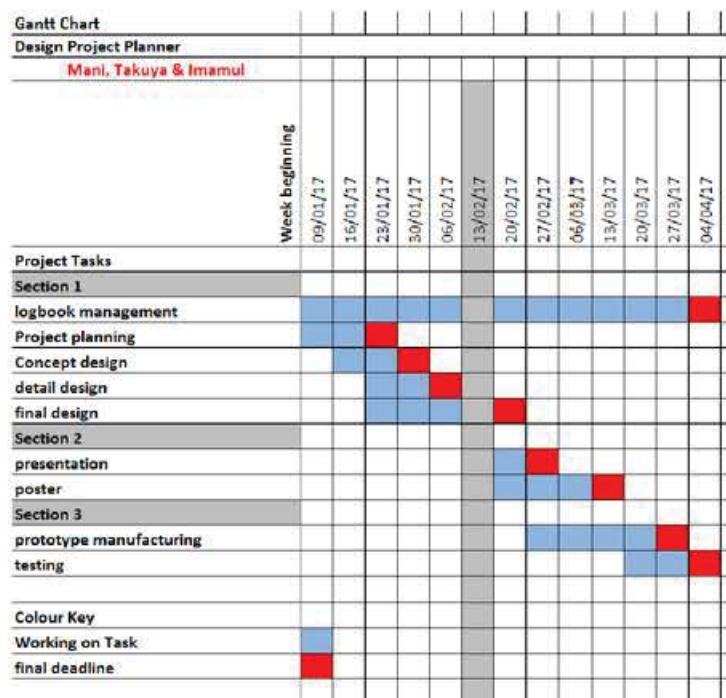 Gantt Chart
Design Project Planner
Mani, Takuya & Imamul
Week beginning
09/01/17
16/01/17
23/01/17
30/01/17
06/02/17
13/02/17
20/02/17
27/02/17
06/03/17
13/03/17
20/03/17
27/03/17
04/04/17
Project Tasks
Section 1
logbook management
Project planning
Concept design
detail design
final design
Section 2
presentation
poster
Section 3
prototype manufacturing
testing
Colour Key
Working on Task
final deadline